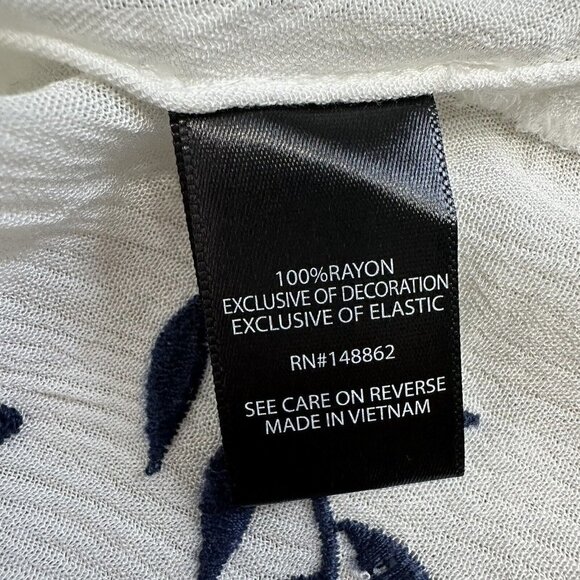 100%RAYON
EXCLUSIVE OF DECORATION
EXCLUSIVE OF ELASTIC
RN#148862
SEE CARE ON REVERSE
MADE IN VIETNAM